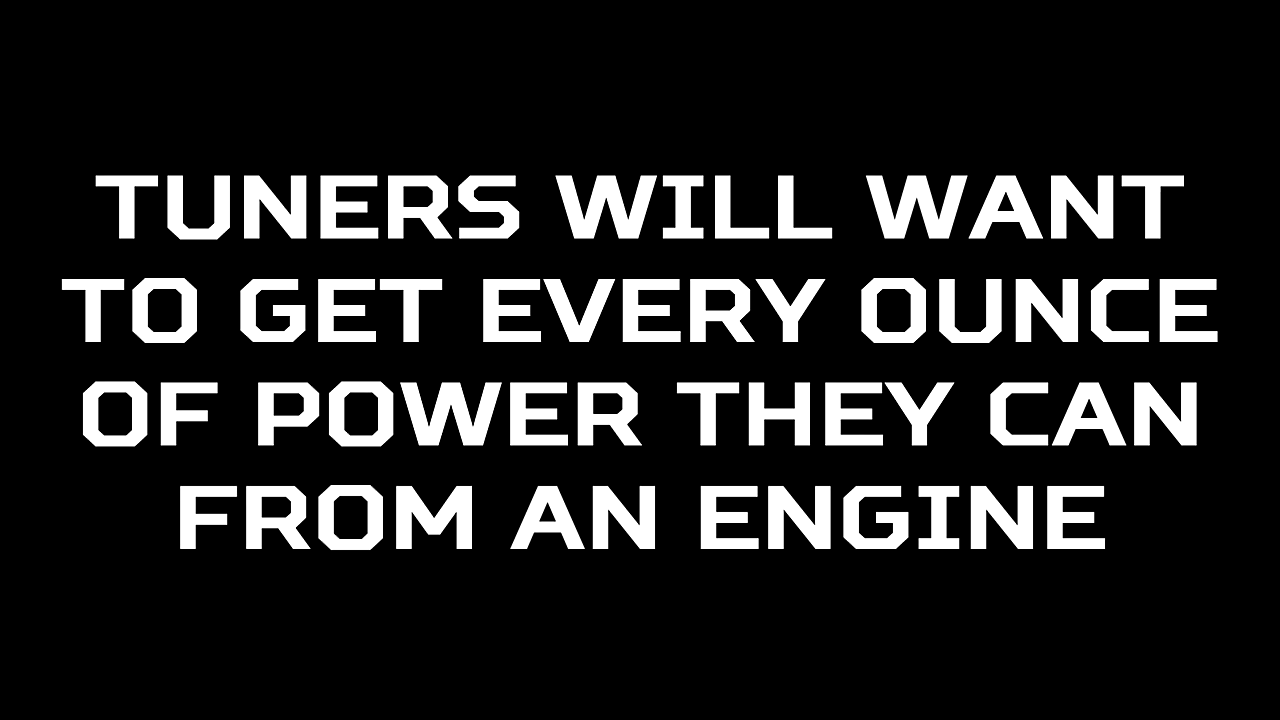 TUNERS WILL WANT
TO GET EVERY OUNCE
OF POWER THEY CAN
FROM AN ENGINE